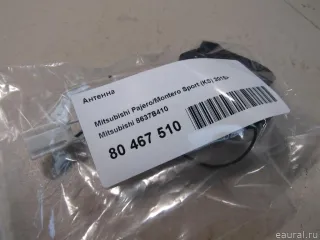 Антенна
Mitsubishi Pajero/Montero Sport (KS) 2015>
Mitsubishi 8637B410
80 467 510
eaural.ru